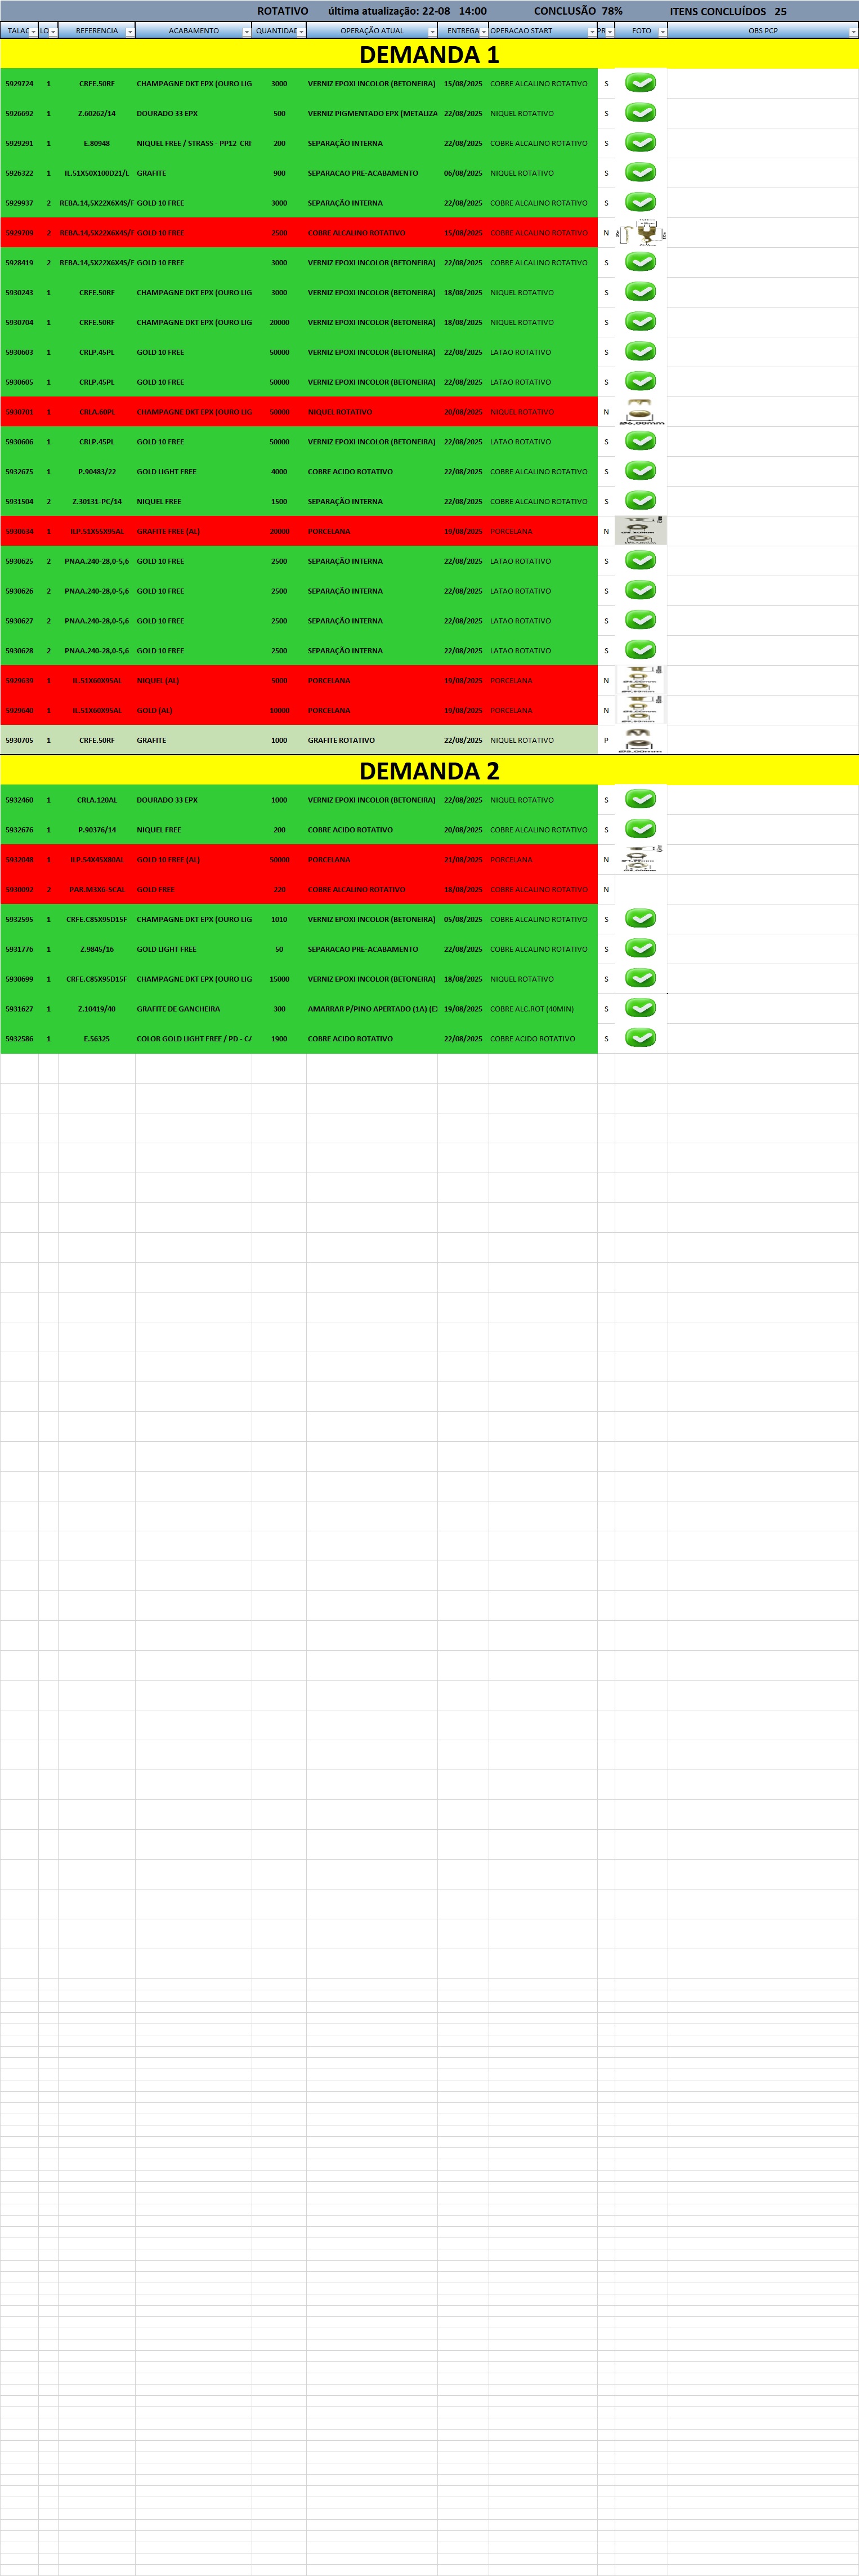 ROTATIVO última atualização: 22-08 14:00 CONCLUSÃO 78% ITENS CONCLUÍDOS 25
TALAC LO REFERENCIA ACABAMENTO QUANTIDAD OPERAÇÃO ATUAL ENTREGA OPERACAO START PR FOTO OBS PCP
DEMANDA 1
5929724 1 CRFE.50RF CHAMPAGNE DKT EPX (OURO LIG 3000 VERNIZ EPOXI INCOLOR (BETONEIRA) 15/08/2025 COBRE ALCALINO ROTATIVO S
5926692 1 Z.60262/14 DOURADO 33 EPX 500 VERNIZ PIGMENTADO EPX (METALIZA 22/08/2025 NIQUEL ROTATIVO S
5929291 1 E.80948 NIQUEL FREE / STRASS - PP12 CRI 200 SEPARAÇÃO INTERNA 22/08/2025 COBRE ALCALINO ROTATIVO S
5926322 1 IL.51X50X100D21/L GRAFITE 900 SEPARACAO PRE-ACABAMENTO 06/08/2025 NIQUEL ROTATIVO S
5929937 2 REBA.14,5X22X6X4S/F GOLD 10 FREE 3000 SEPARAÇÃO INTERNA 22/08/2025 COBRE ALCALINO ROTATIVO S
5929709 2 REBA.14,5X22X6X4S/F GOLD 10 FREE 2500 COBRE ALCALINO ROTATIVO 15/08/2025 COBRE ALCALINO ROTATIVO N
5928419 2 REBA.14,5X22X6X4S/F GOLD 10 FREE 3000 VERNIZ EPOXI INCOLOR (BETONEIRA) 22/08/2025 COBRE ALCALINO ROTATIVO S
5930243 1 CRFE.50RF CHAMPAGNE DKT EPX (OURO LIG 3000 VERNIZ EPOXI INCOLOR (BETONEIRA) 18/08/2025 NIQUEL ROTATIVO S
5930704 1 CRFE.50RF CHAMPAGNE DKT EPX (OURO LIG 20000 VERNIZ EPOXI INCOLOR (BETONEIRA) 18/08/2025 NIQUEL ROTATIVO S
5930603 1 CRLP.45PL GOLD 10 FREE 50000 VERNIZ EPOXI INCOLOR (BETONEIRA) 22/08/2025 LATAO ROTATIVO S
5930605 1 CRLP.45PL GOLD 10 FREE 50000 VERNIZ EPOXI INCOLOR (BETONEIRA) 22/08/2025 LATAO ROTATIVO S
5930701 1 CRLA.60PL CHAMPAGNE DKT EPX (OURO LIG 50000 NIQUEL ROTATIVO 20/08/2025 NIQUEL ROTATIVO N Ø6,00mm
5930606 1 CRLP.45PL GOLD 10 FREE 50000 VERNIZ EPOXI INCOLOR (BETONEIRA) 22/08/2025 LATAO ROTATIVO S
5932675 1 P.90483/22 GOLD LIGHT FREE 4000 COBRE ACIDO ROTATIVO 22/08/2025 COBRE ALCALINO ROTATIVO S
5931504 2 Z.30131-PC/14 NIQUEL FREE 1500 SEPARAÇÃO INTERNA 22/08/2025 COBRE ALCALINO ROTATIVO S
5930634 1 ILP.51X55X95AL GRAFITE FREE (AL) 20000 PORCELANA 19/08/2025 PORCELANA N
5930625 2 PNAA.240-28,0-5,6 GOLD 10 FREE 2500 SEPARAÇÃO INTERNA 22/08/2025 LATAO ROTATIVO S
5930626 2 PNAA.240-28,0-5,6 GOLD 10 FREE 2500 SEPARAÇÃO INTERNA 22/08/2025 LATAO ROTATIVO S
5930627 2 PNAA.240-28,0-5,6 GOLD 10 FREE 2500 SEPARAÇÃO INTERNA 22/08/2025 LATAO ROTATIVO S
5930628 2 PNAA.240-28,0-5,6 GOLD 10 FREE 2500 SEPARAÇÃO INTERNA 22/08/2025 LATAO ROTATIVO S
5929639 1 IL.51X60X95AL NIQUEL (AL) 5000 PORCELANA 19/08/2025 PORCELANA N
5929640 1 IL.51X60X95AL GOLD (AL) 10000 PORCELANA 19/08/2025 PORCELANA N
5930705 1 CRFE.50RF GRAFITE 1000 GRAFITE ROTATIVO 22/08/2025 NIQUEL ROTATIVO P
DEMANDA 2
5932460 1 CRLA.120AL DOURADO 33 EPX 1000 VERNIZ EPOXI INCOLOR (BETONEIRA) 22/08/2025 NIQUEL ROTATIVO S
5932676 1 P.90376/14 NIQUEL FREE 200 COBRE ACIDO ROTATIVO 20/08/2025 COBRE ALCALINO ROTATIVO S
5932048 1 ILP.54X45X80AL GOLD 10 FREE (AL) 50000 PORCELANA 21/08/2025 PORCELANA N
5930092 2 PAR.M3X6-5CAL GOLD FREE 220 COBRE ALCALINO ROTATIVO 18/08/2025 COBRE ALCALINO ROTATIVO N
5932595 1 CRFE.C85X95D15F CHAMPAGNE DKT EPX (OURO LIG 1010 VERNIZ EPOXI INCOLOR (BETONEIRA) 05/08/2025 COBRE ALCALINO ROTATIVO S
5931776 1 Z.9845/16 GOLD LIGHT FREE 50 SEPARACAO PRE-ACABAMENTO 22/08/2025 COBRE ALCALINO ROTATIVO S
5930699 1 CRFE.C85X95D15F CHAMPAGNE DKT EPX (OURO LIG 15000 VERNIZ EPOXI INCOLOR (BETONEIRA) 18/08/2025 NIQUEL ROTATIVO S
5931627 1 Z.10419/40 GRAFITE DE GANCHEIRA 300 AMARRAR P/PINO APERTADO (1A) (E 19/08/2025 COBRE ALC.ROT (40MIN) S
5932586 1 E.56325 COLOR GOLD LIGHT FREE / PD - CA 1900 COBRE ACIDO ROTATIVO 22/08/2025 COBRE ACIDO ROTATIVO S